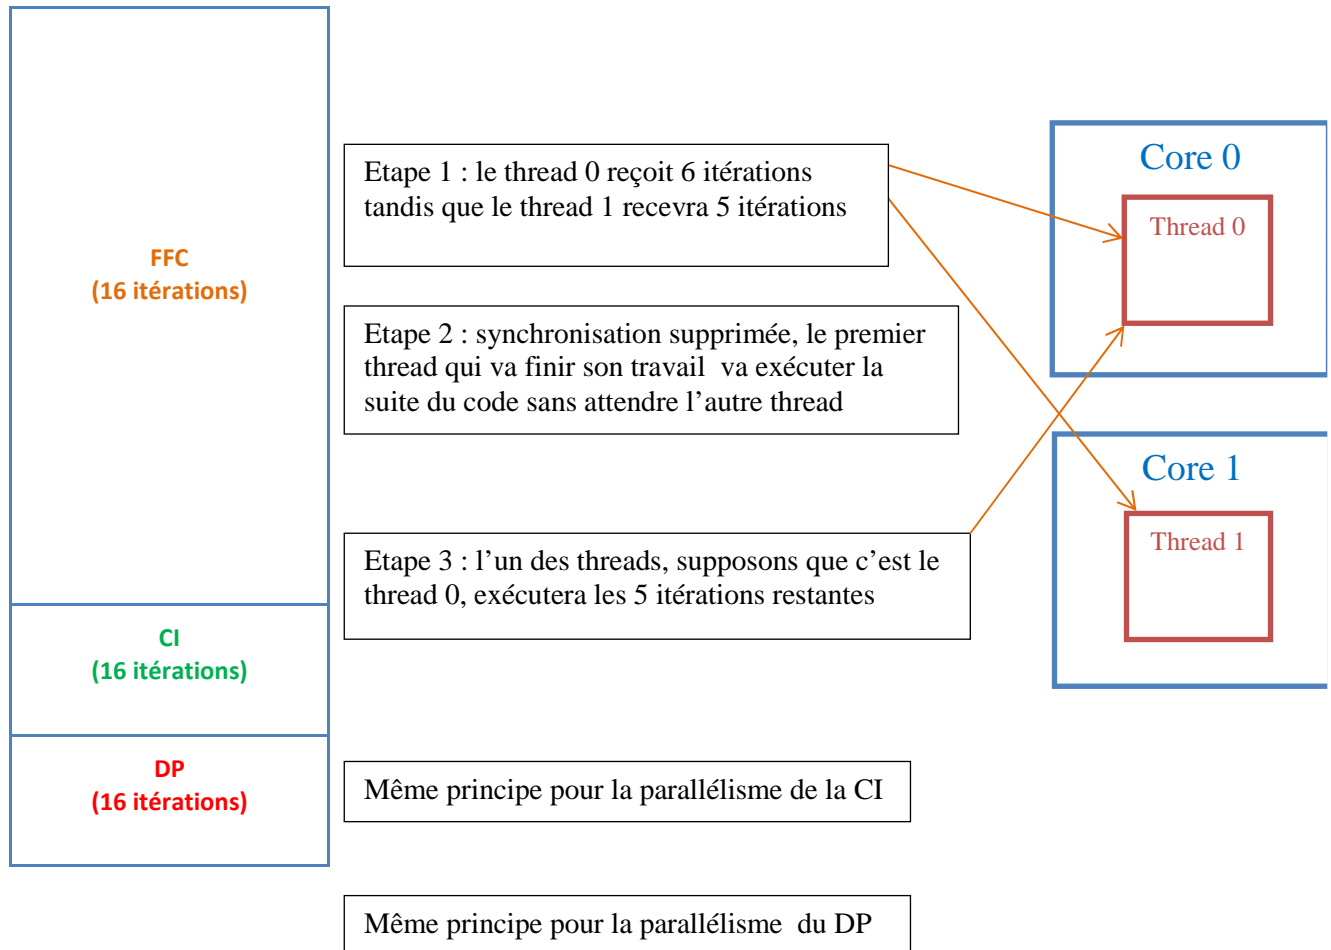 FFC
(16 itérations)
CI
(16 itérations)
DP
(16 itérations)
Etape 1 : le thread 0 reçoit 6 itérations
tandis que le thread 1 recevra 5 itérations
Etape 2 : synchronisation supprimée, le premier
thread qui va finir son travail  va exécuter la
suite du code sans attendre l’autre thread
Etape 3 : l’un des threads, supposons que c’est le
thread 0, exécutera les 5 itérations restantes
Même principe pour la parallélisme de la CI
Même principe pour la parallélisme  du DP
Core 0
Thread 0
Core 1
Thread 1